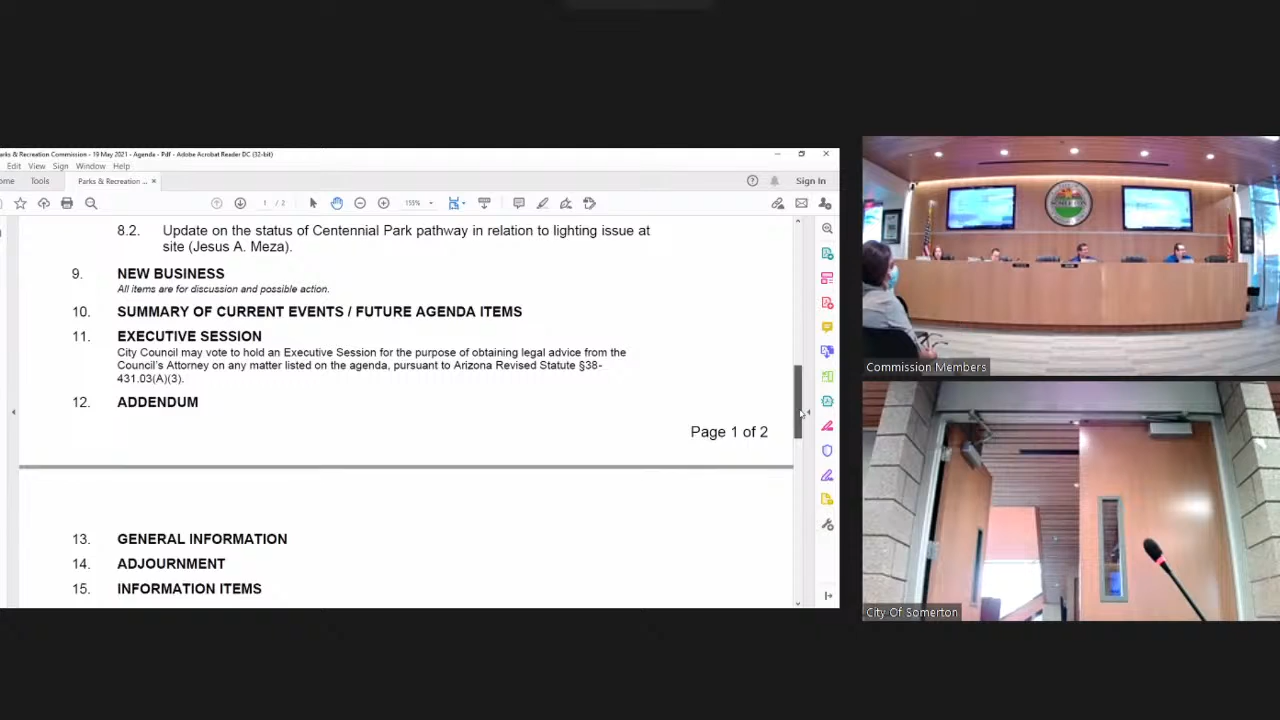 arks & Recreation Commission - 19 May 2021 - Agenda - Pdf - Adobe Acrobat Reader DC (32-bit)
Edit View Sign Window Help
ome Tools Parks & Recreation ... ×
Sign In
1 / 2
155%
8.2. Update on the status of Centennial Park pathway in relation to lighting issue at
site (Jesus A. Meza).
9. NEW BUSINESS
All items are for discussion and possible action.
10. SUMMARY OF CURRENT EVENTS / FUTURE AGENDA ITEMS
11. EXECUTIVE SESSION
City Council may vote to hold an Executive Session for the purpose of obtaining legal advice from the
Council's Attorney on any matter listed on the agenda, pursuant to Arizona Revised Statute §38-
431.03(A)(3).
12. ADDENDUM
Page 1 of 2
13. GENERAL INFORMATION
14. ADJOURNMENT
15. INFORMATION ITEMS
SOMERTON
Commission Members
City Of Somerton